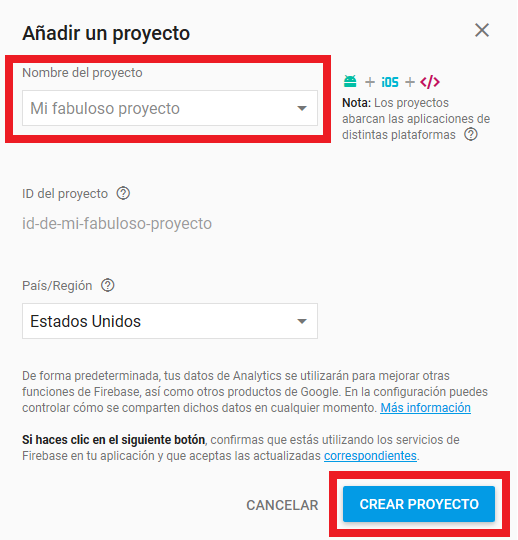 Añadir un proyecto
Nombre del proyecto
Mi fabuloso proyecto
+ iOS + </>
Nota: Los proyectos
abarcan las aplicaciones de
distintas plataformas ?
ID del proyecto ?
id-de-mi-fabuloso-proyecto
País/Región ?
Estados Unidos
De forma predeterminada, tus datos de Analytics se utilizarán para mejorar otras
funciones de Firebase, así como otros productos de Google. En la configuración puedes
controlar cómo se comparten dichos datos en cualquier momento. Más información
Si haces clic en el siguiente botón, confirmas que estás utilizando los servicios de
Firebase en tu aplicación y que aceptas las actualizadas correspondientes.
CANCELAR
CREAR PROYECTO